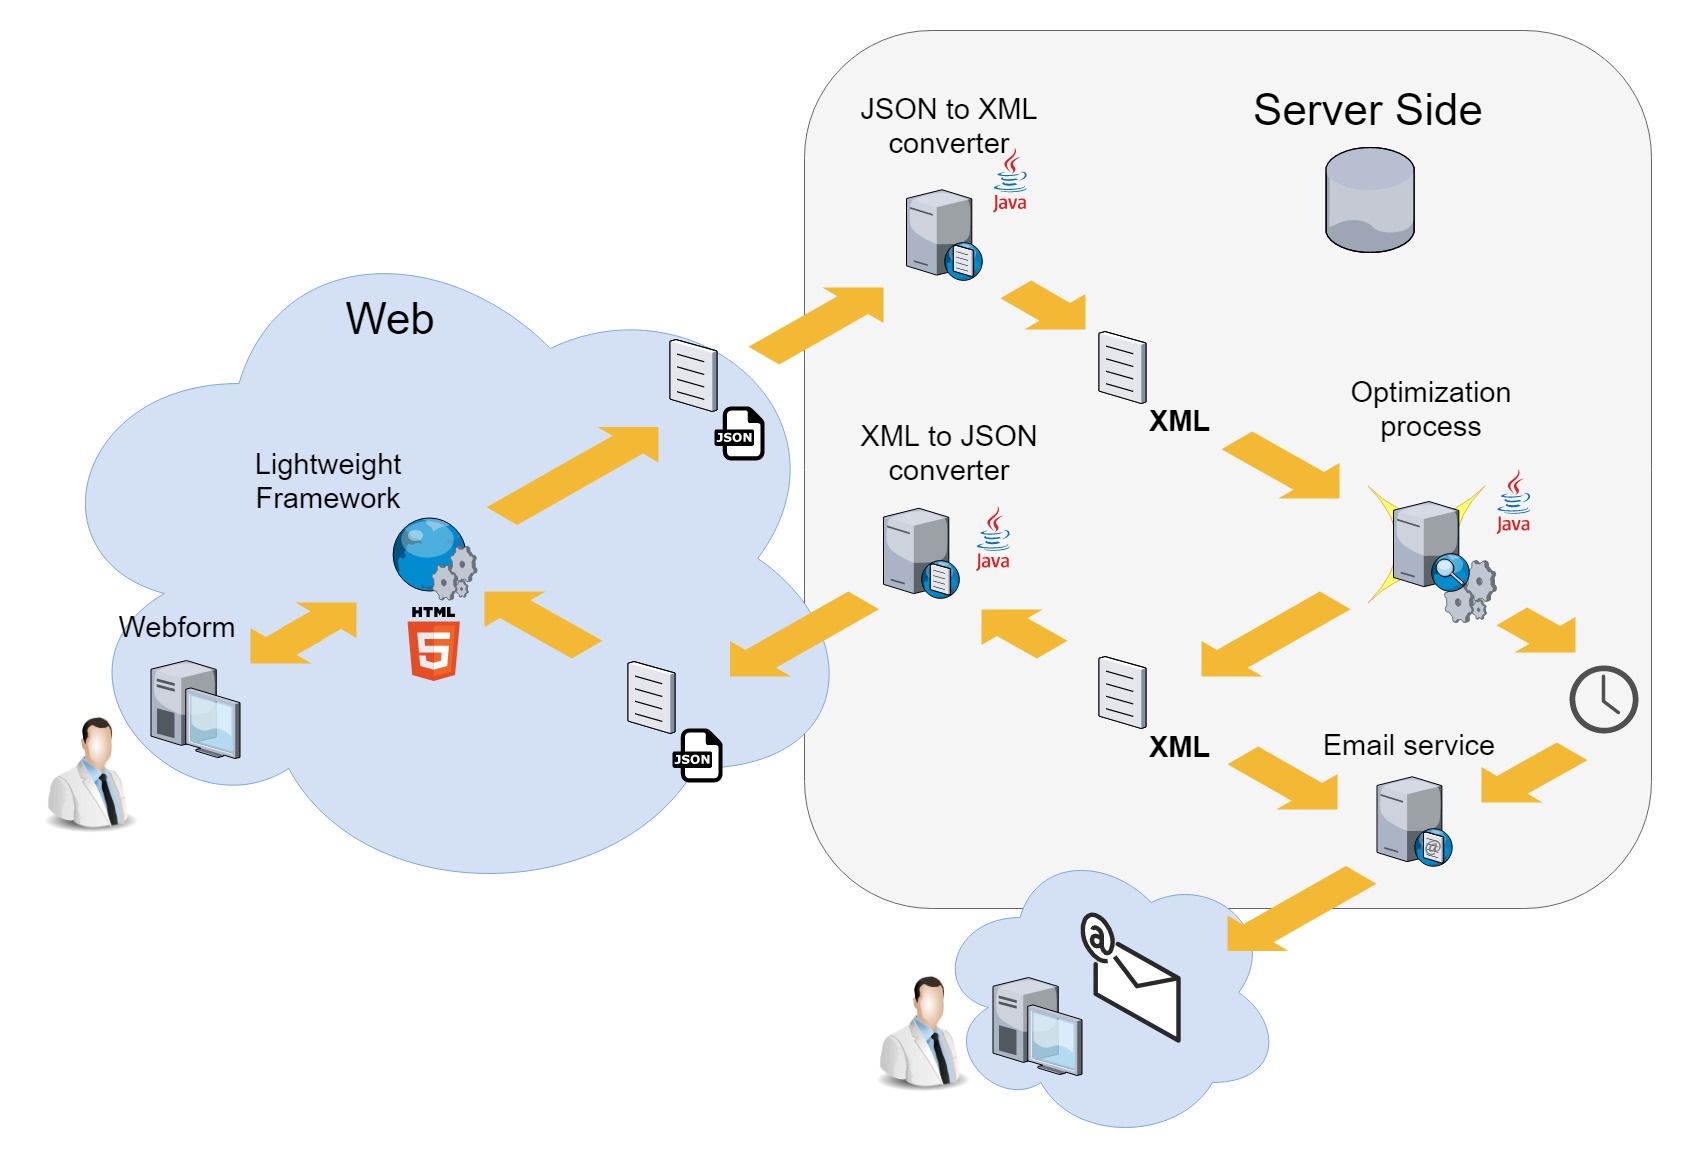 JSON to XML
converter
Java
Server Side
Web
JSON
XML
Optimization
process
Java
XML to JSON
converter
Java
Lightweight
Framework
HTML
5
Webform
JSON
XML
Email service
@
@